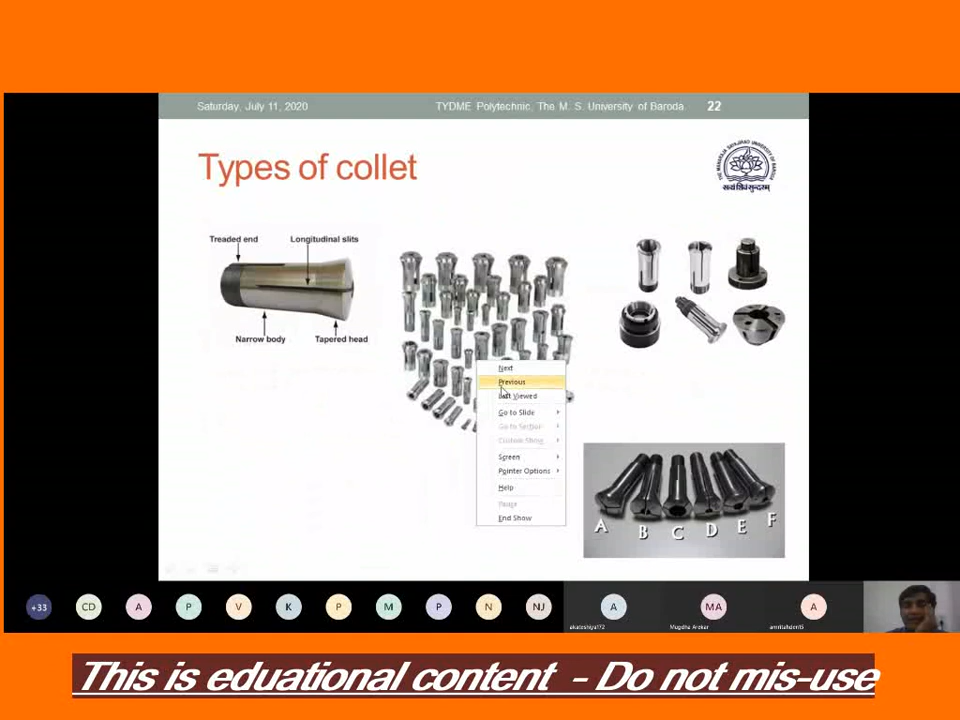 Saturday, July 11, 2020
TYDME Polytechnic, The M. S. University of Baroda 22
Types of collet
Treaded end
Longitudinal slits
Narrow body
Tapered head
A B C D E F
Next
Previous
Last Viewed
Go to Slide
Go to Section
Custom Show
Screen
Pointer Options
Help
Pause
End Show
+33
CD
A
P
V
K
P
M
P
N
NJ
A
MA
A
Mugdha
This is eduational content - Do not mis-use